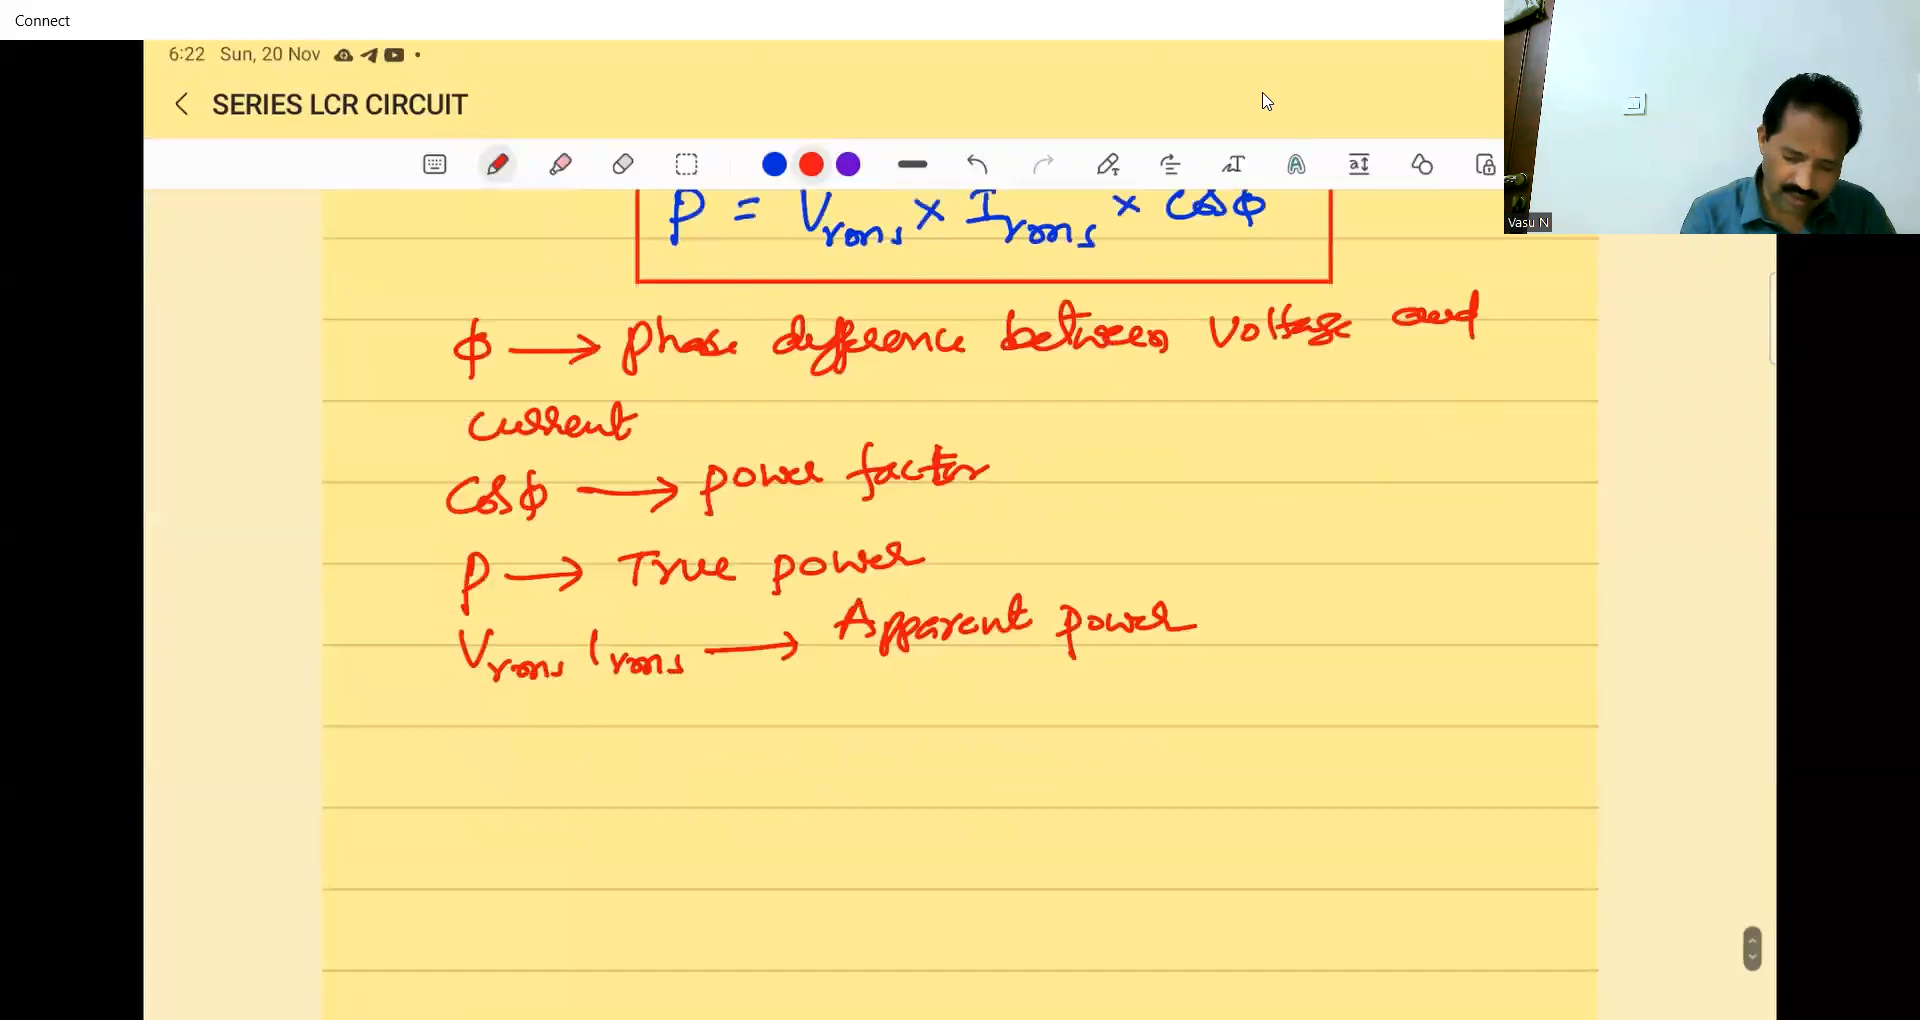 Connect
6:22 Sun, 20 Nov
SERIES LCR CIRCUIT
Vasu N
P = Vrms × Irms × Cosϕ
ϕ → phase difference between voltage and
current
Cosϕ → power factor
P → True power
Vrms Irms → Apparent power